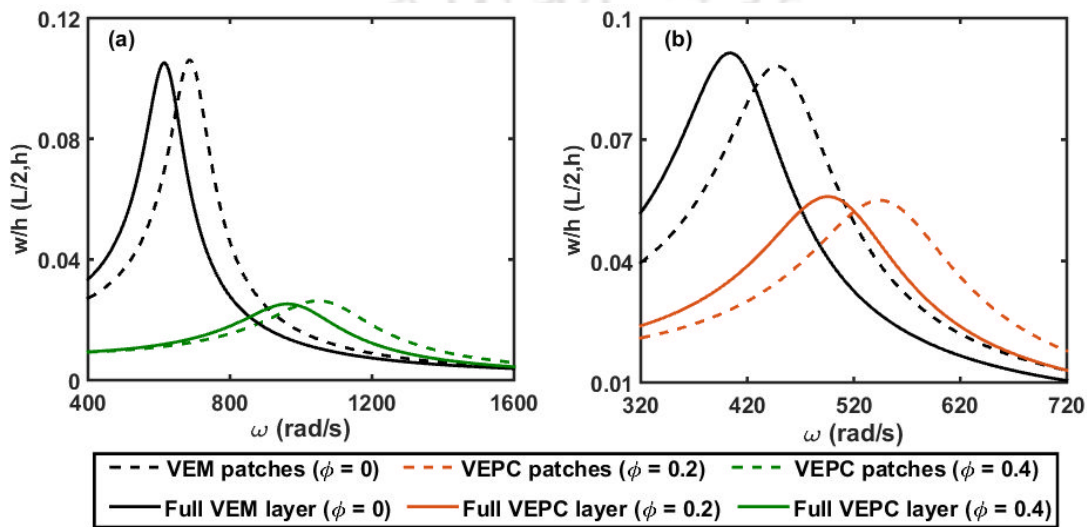 (a)
0.12
0.08
0.04
0
w/h (L/2,h)
400
800
1200
1600
ω (rad/s)
(b)
0.1
0.07
0.04
0.01
w/h (L/2,h)
320
420
520
620
720
ω (rad/s)
VEM patches (ϕ = 0)
VEPC patches (ϕ = 0.2)
VEPC patches (ϕ = 0.4)
Full VEM layer (ϕ = 0)
Full VEPC layer (ϕ = 0.2)
Full VEPC layer (ϕ = 0.4)